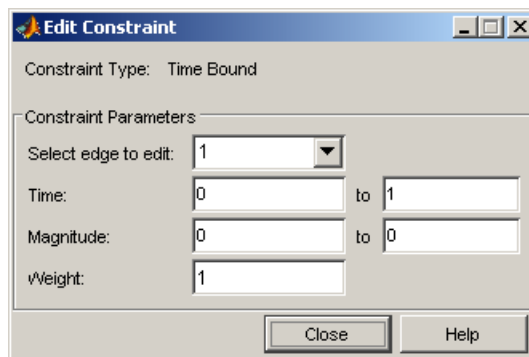 Edit Constraint
Constraint Type: Time Bound
Constraint Parameters
Select edge to edit: 1
Time: 0 to 1
Magnitude: 0 to 0
Weight: 1
Close Help